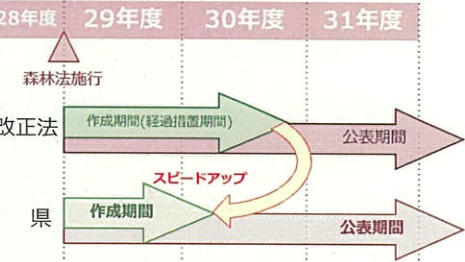 28年度 29年度 30年度 31年度
森林法施行
改正法 作成期間(経過措置期間) 公表期間
スピードアップ
県 作成期間 公表期間